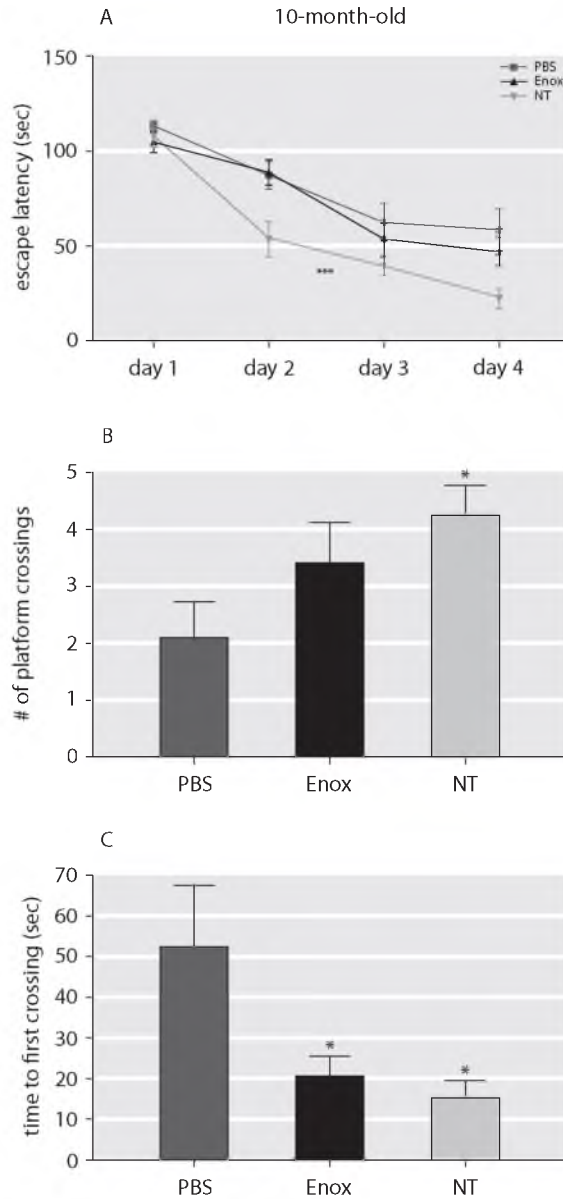 A 10-month-old
150
100
50
0
escape latency (sec)
PBS
Enox
NT
***
day 1 day 2 day 3 day 4
B
5
4
3
2
1
0
# of platform crossings
*
PBS Enox NT
C
70
60
50
40
30
20
10
0
time to first crossing (sec)
*
*
PBS Enox NT